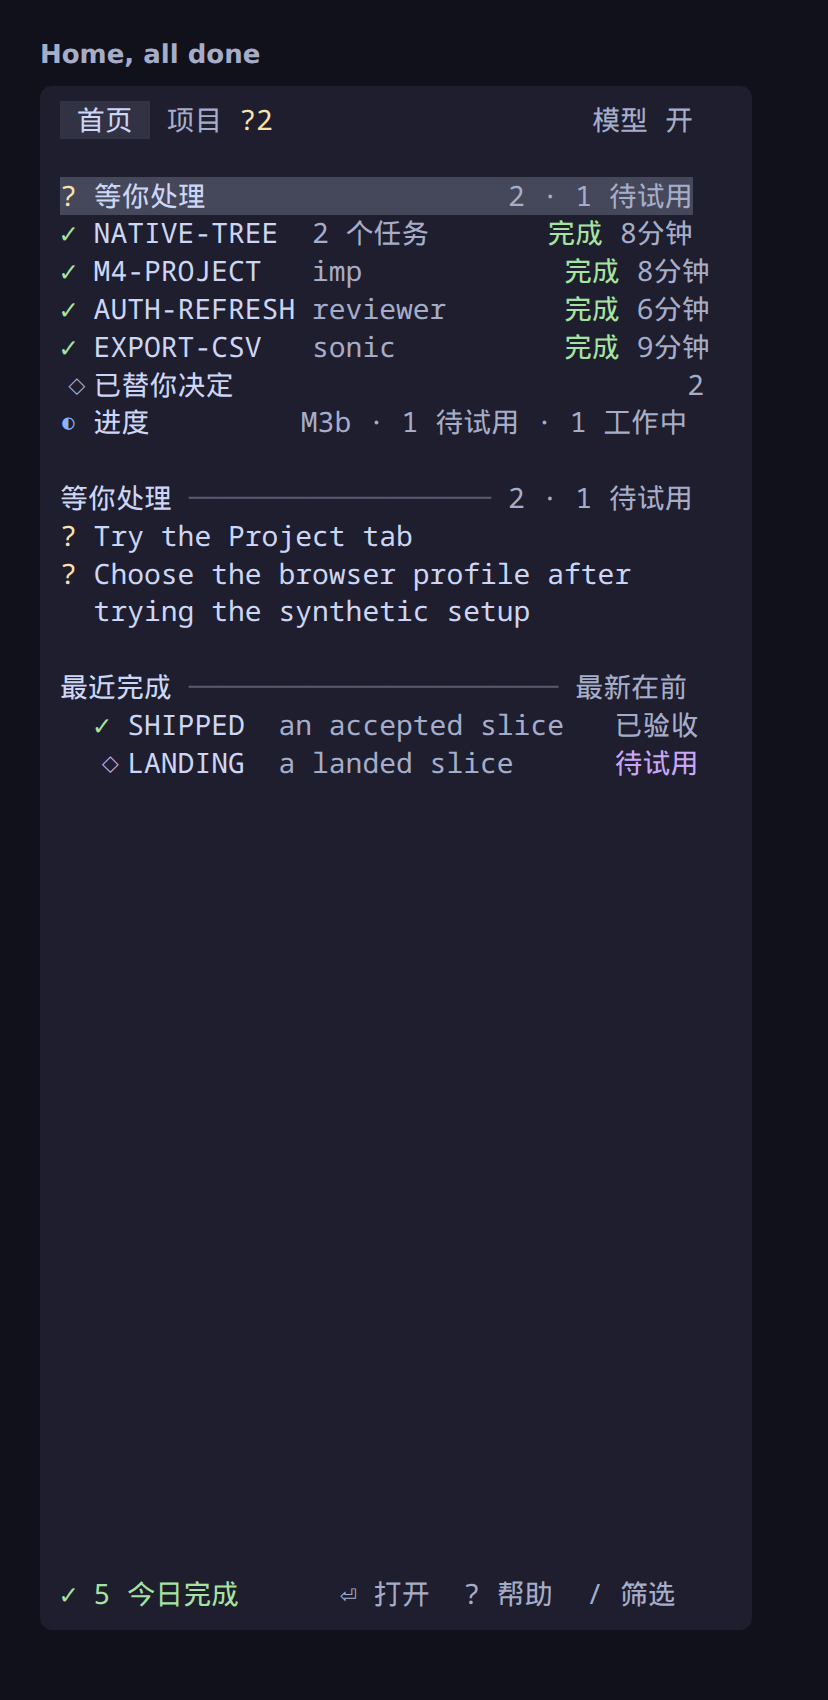 Home, all done
首页 项目 ?2 模型 开
? 等你处理 2 · 1 待试用
✓ NATIVE-TREE 2 个任务 完成 8分钟
✓ M4-PROJECT imp 完成 8分钟
✓ AUTH-REFRESH reviewer 完成 6分钟
✓ EXPORT-CSV sonic 完成 9分钟
◇ 已替你决定 2
◐ 进度 M3b · 1 待试用 · 1 工作中
等你处理 ────────── 2 · 1 待试用
? Try the Project tab
? Choose the browser profile after
trying the synthetic setup
最近完成 ────────── 最新在前
✓ SHIPPED an accepted slice 已验收
◇ LANDING a landed slice 待试用
✓ 5 今日完成 ⏎ 打开 ? 帮助 / 筛选